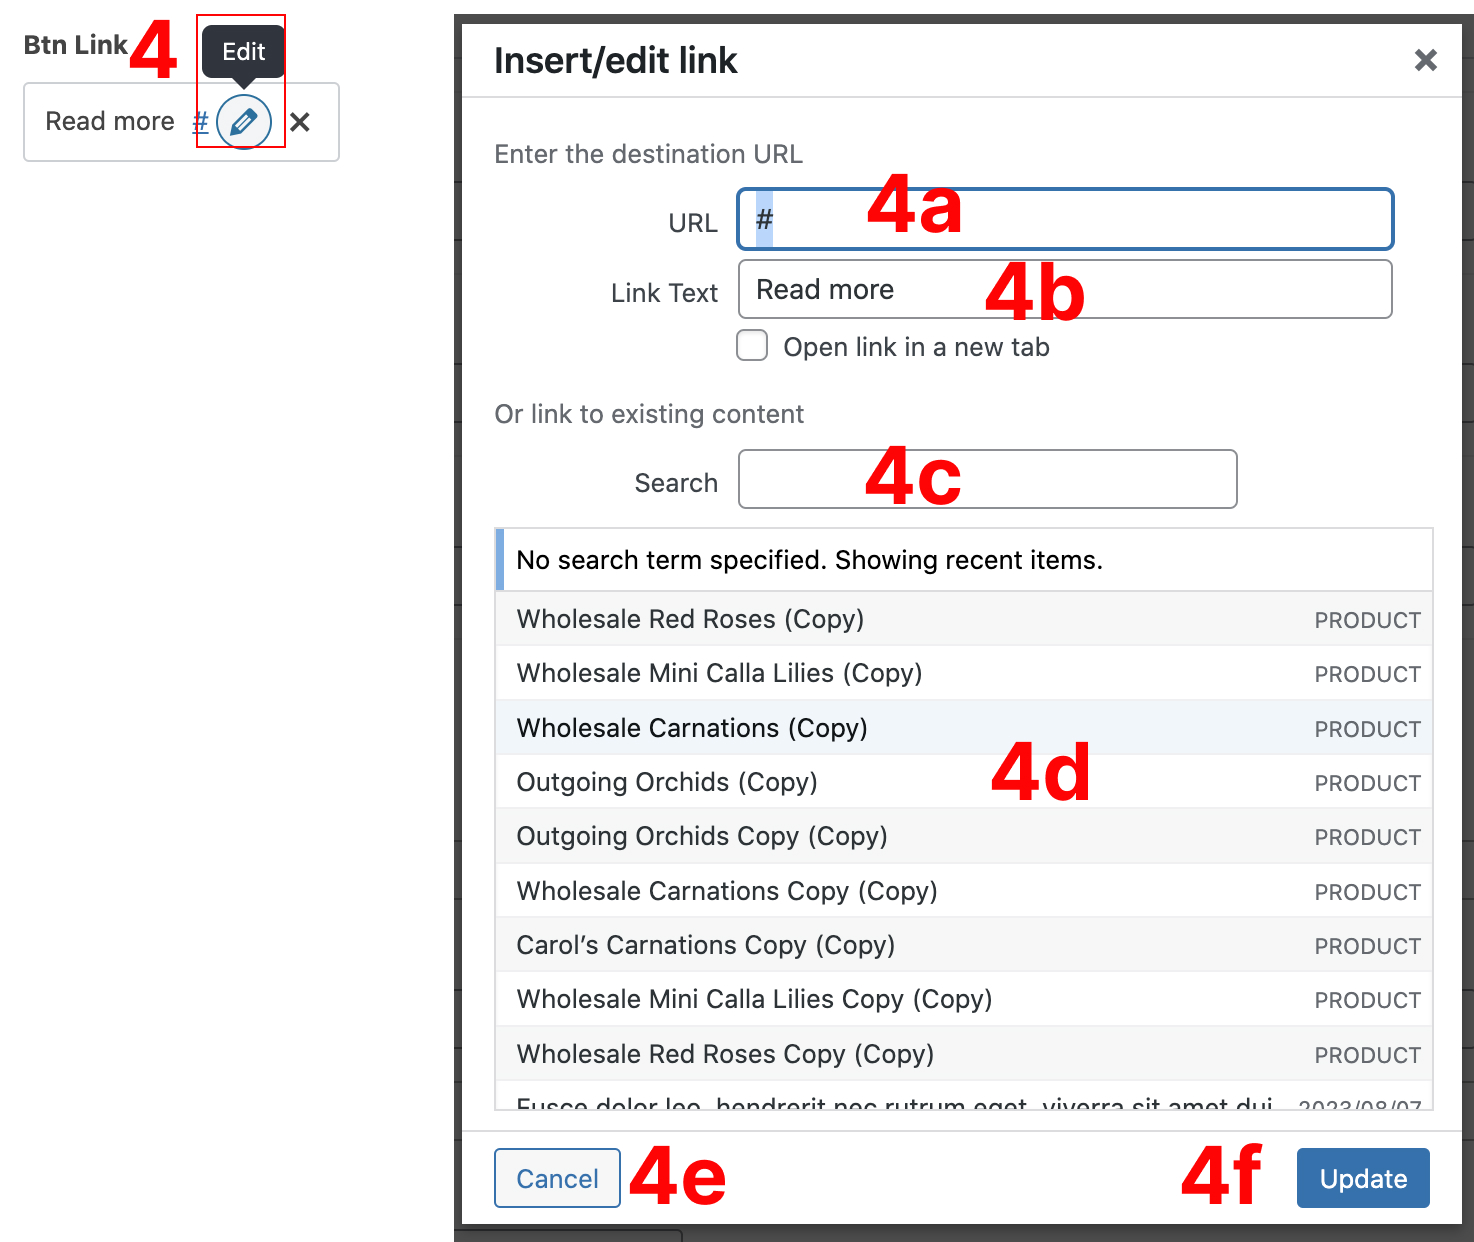 Btn Link 4 Edit
Read more # ×
Insert/edit link ×
Enter the destination URL
URL # 4a
Link Text Read more 4b
Open link in a new tab
Or link to existing content
Search 4c
No search term specified. Showing recent items.
Wholesale Red Roses (Copy) PRODUCT
Wholesale Mini Calla Lilies (Copy) PRODUCT
Wholesale Carnations (Copy) PRODUCT
4d
Outgoing Orchids (Copy) PRODUCT
Outgoing Orchids Copy (Copy) PRODUCT
Wholesale Carnations Copy (Copy) PRODUCT
Carol’s Carnations Copy (Copy) PRODUCT
Wholesale Mini Calla Lilies Copy (Copy) PRODUCT
Wholesale Red Roses Copy (Copy) PRODUCT
Fusce dolor leo, hendrerit nec rutrum eget, viverra sit amet dui 2023/08/07
Cancel 4e 4f Update